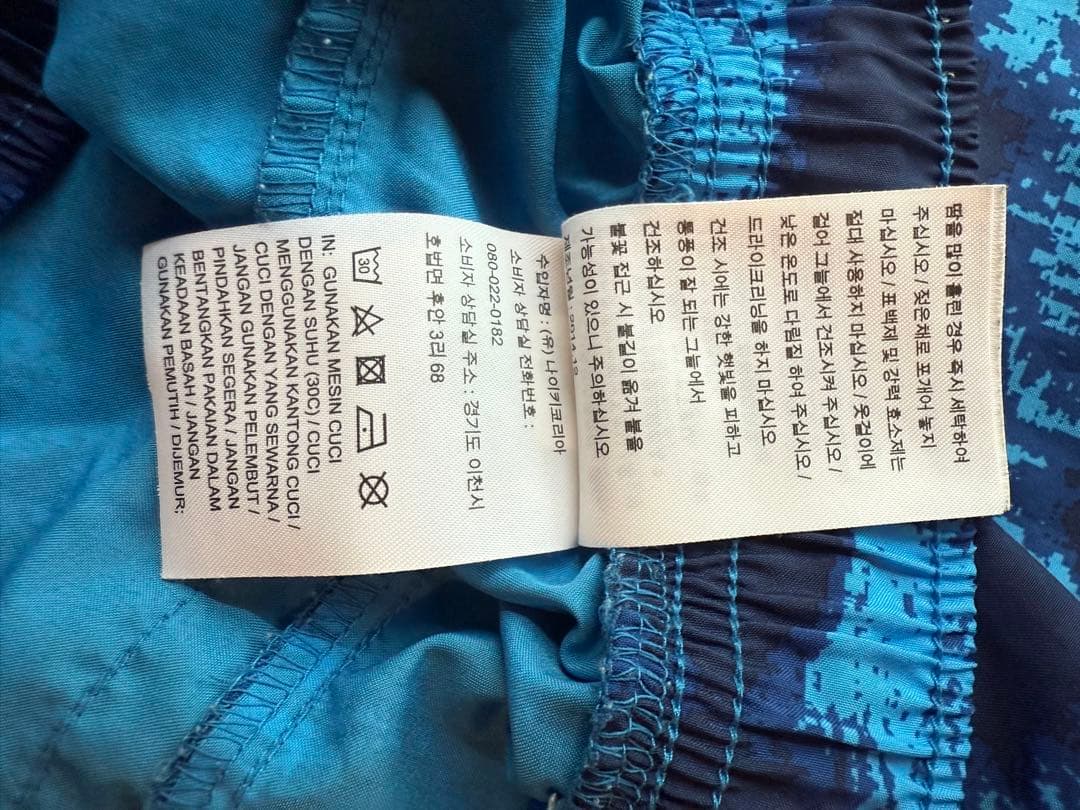 땀을 많이 흘린 경우 즉시 세탁하여
주십시오 / 젖은채로 포개어 놓지
마십시오 / 표백제 및 강력 효소제는
절대 사용하지 마십시오 / 옷걸이에
걸어 그늘에서 건조시켜 주십시오 /
낮은 온도로 다림질 하여 주십시오 /
드라이크리닝을 하지 마십시오
건조 시에는 강한 햇빛을 피하고
통풍이 잘 되는 그늘에서
건조하십시오
불꽃 접근 시 불길이 옮겨 붙을
가능성이 있으니 주의하십시오
수입자명 : (유) 나이키코리아
소비자 상담실 전화번호 :
080-022-0182
소비자 상담실 주소 : 경기도 이천시
호법면 후안 3리 68
30
IN: GUNAKAN MESIN CUCI
DENGAN SUHU (30C) / CUCI
MENGGUNAKAN KANTONG CUCI /
CUCI DENGAN YANG SEWARNA /
JANGAN GUNAKAN PELEMBUT /
PINDAHKAN SEGERA / JANGAN
BENTANGKAN PAKAIAN DALAM
KEADAAN BASAH / JANGAN
GUNAKAN PEMUTIH / DIJEMUR;